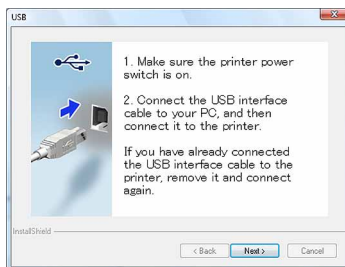 USB
1. Make sure the printer power
switch is on.
2. Connect the USB interface
cable to your PC, and then
connect it to the printer.
If you have already connected
the USB interface cable to the
printer, remove it and connect
again.
InstallShield
< Back
Next >
Cancel